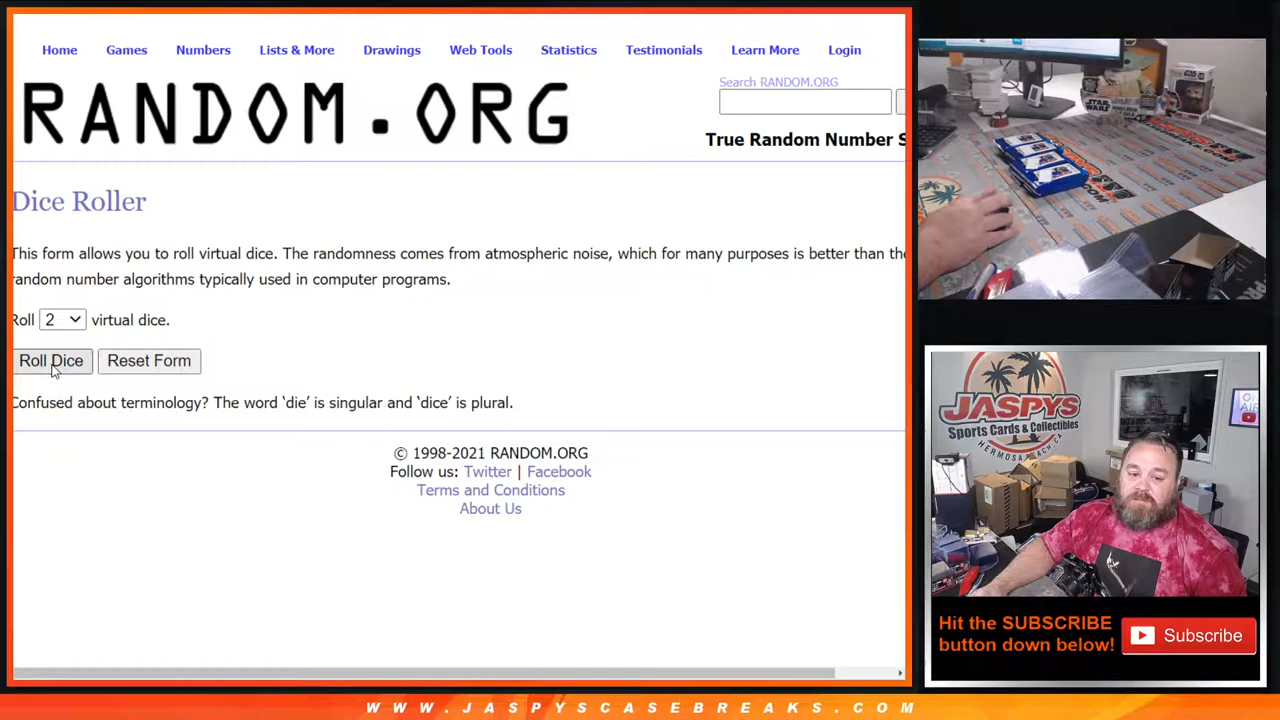 Home Games Numbers Lists & More Drawings Web Tools Statistics Testimonials Learn More Login
RANDOM.ORG
Search RANDOM.ORG
True Random Number S
Dice Roller
This form allows you to roll virtual dice. The randomness comes from atmospheric noise, which for many purposes is better than the
random number algorithms typically used in computer programs.
Roll 2 virtual dice.
Roll Dice Reset Form
Confused about terminology? The word ‘die’ is singular and ‘dice’ is plural.
© 1998-2021 RANDOM.ORG
Follow us: Twitter | Facebook
Terms and Conditions
About Us
STAR
WARS
JASPYS
Sports Cards & Collectibles
HERMOSA BEACH, CA
Hit the SUBSCRIBE
button down below!
Subscribe
WWW.JASPYSCASEBREAKS.COM